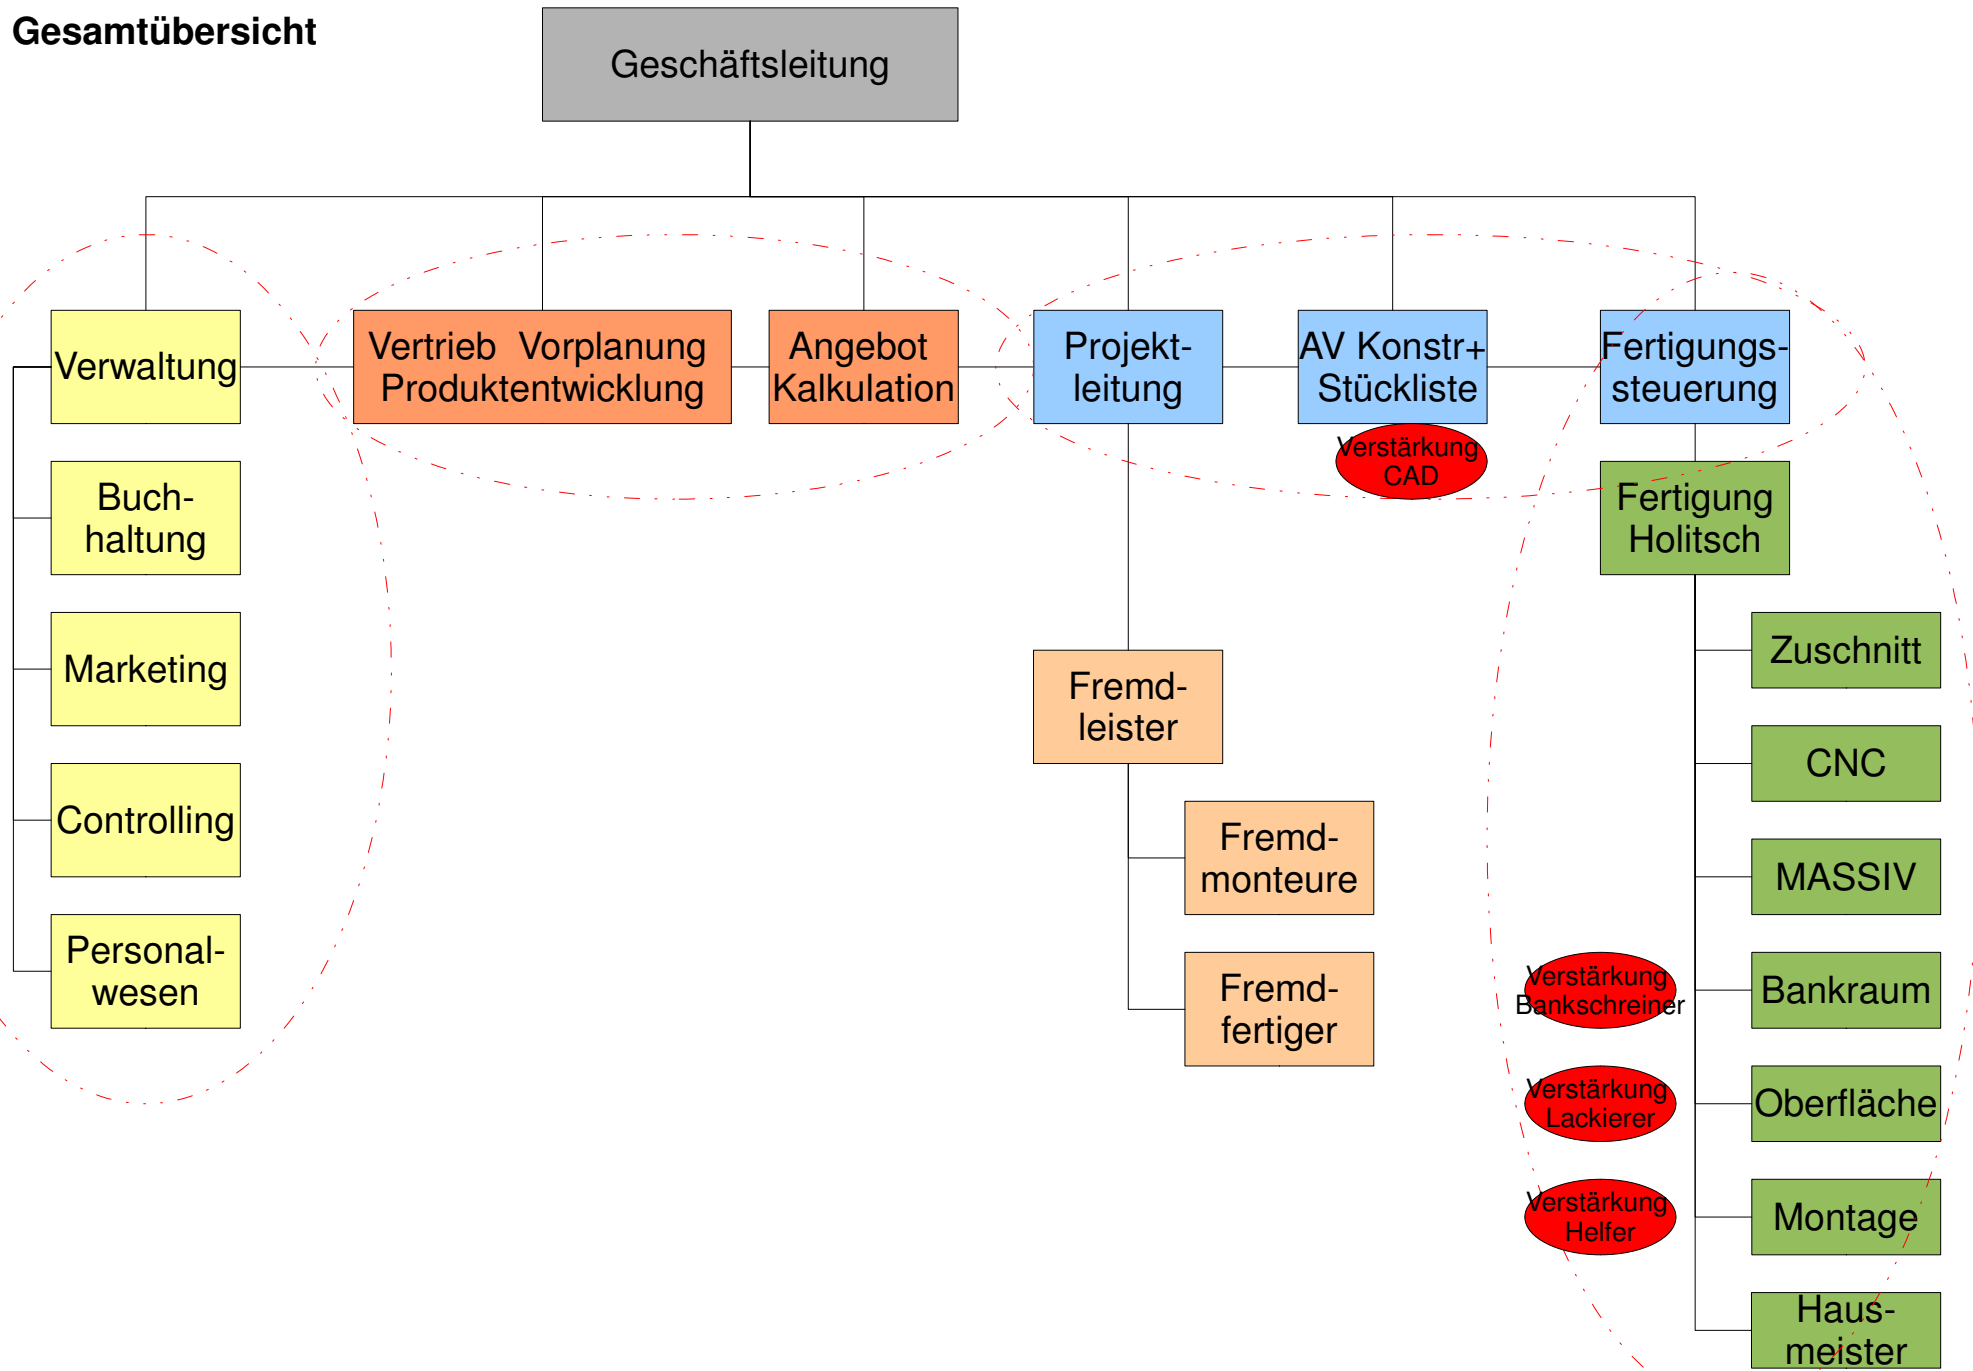 Gesamtübersicht
Geschäftsleitung
Verwaltung
Vertrieb Vorplanung
Produktentwicklung
Angebot
Kalkulation
Projekt-
leitung
AV Konstr+
Stückliste
Fertigungs-
steuerung
Verstärkung
CAD
Buch-
haltung
Marketing
Controlling
Personal-
wesen
Fremd-
leister
Fremd-
monteure
Fremd-
fertiger
Fertigung
Holitsch
Zuschnitt
CNC
MASSIV
Verstärkung
Bankschreiner
Bankraum
Verstärkung
Lackierer
Oberfläche
Verstärkung
Helfer
Montage
Haus-
meister